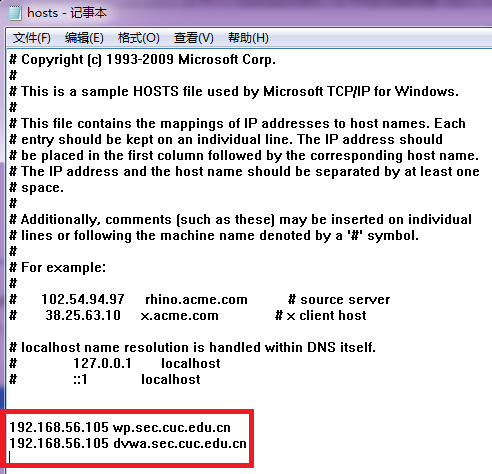 hosts - 记事本
文件(F) 编辑(E) 格式(O) 查看(V) 帮助(H)
# Copyright (c) 1993-2009 Microsoft Corp.
#
# This is a sample HOSTS file used by Microsoft TCP/IP for Windows.
#
# This file contains the mappings of IP addresses to host names. Each
# entry should be kept on an individual line. The IP address should
# be placed in the first column followed by the corresponding host name.
# The IP address and the host name should be separated by at least one
# space.
#
# Additionally, comments (such as these) may be inserted on individual
# lines or following the machine name denoted by a '#' symbol.
#
# For example:
#
# 102.54.94.97 rhino.acme.com # source server
# 38.25.63.10 x.acme.com # x client host

# localhost name resolution is handled within DNS itself.
# 127.0.0.1 localhost
# ::1 localhost

192.168.56.105 wp.sec.cuc.edu.cn
192.168.56.105 dvwa.sec.cuc.edu.cn